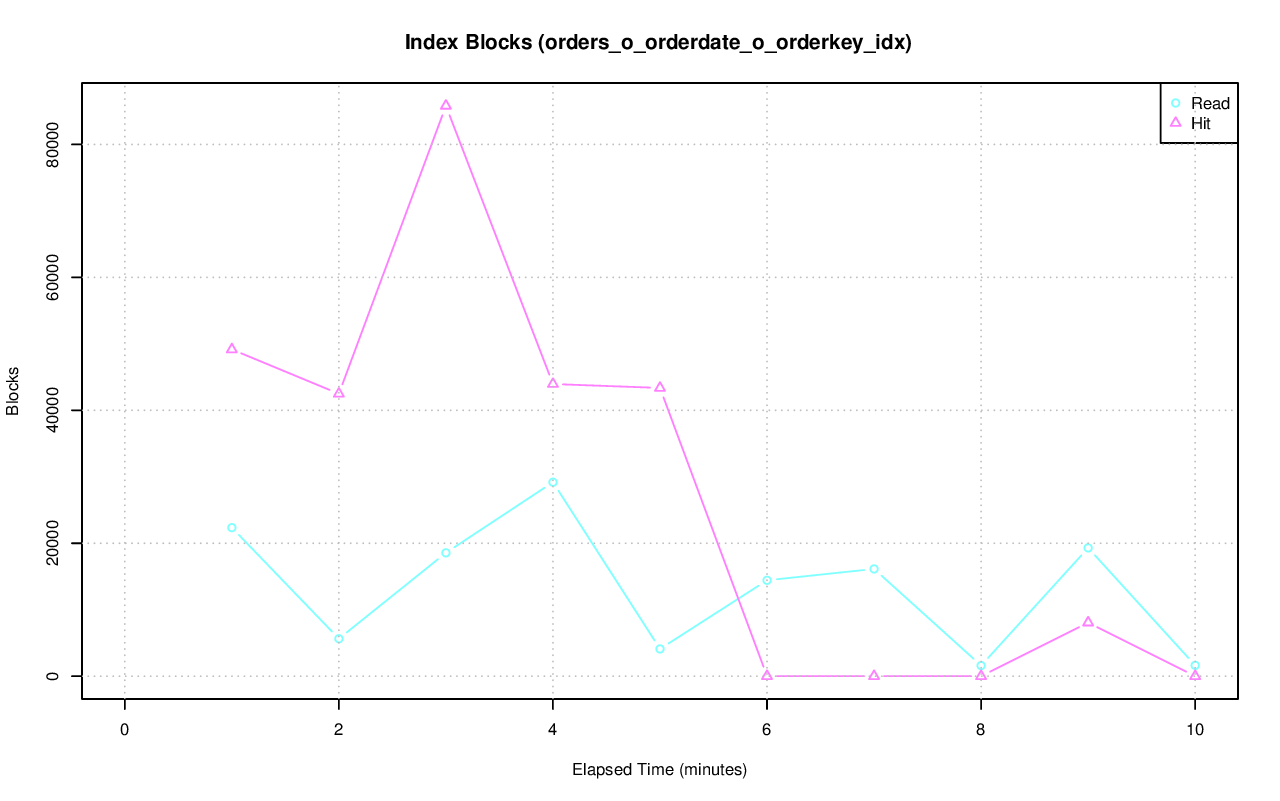 Index Blocks (orders_o_orderdate_o_orderkey_idx)
Read
Hit
80000
60000
40000
20000
0
Blocks
0 2 4 6 8 10
Elapsed Time (minutes)